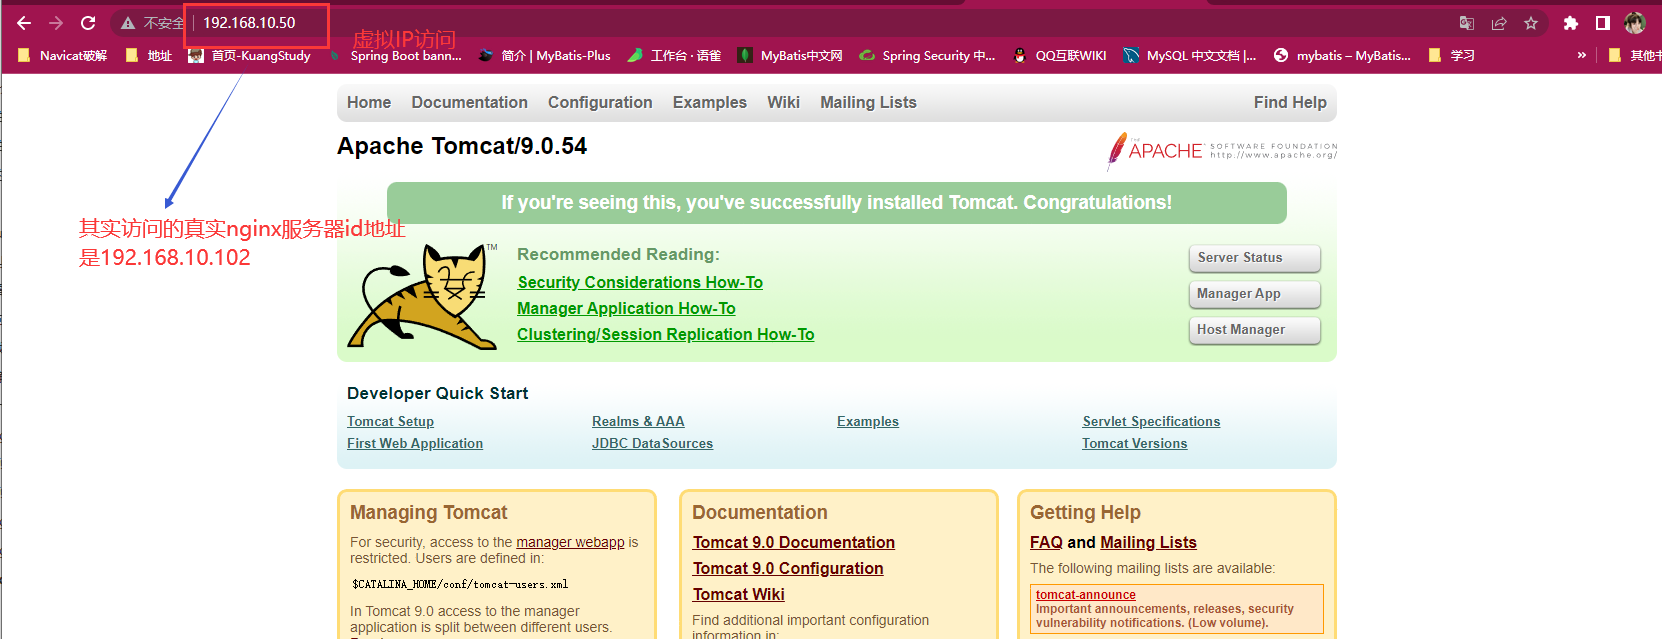 不安全 | 192.168.10.50
虚拟IP访问
Navicat破解 地址 首页-KuangStudy Spring Boot bann... 简介 | MyBatis-Plus 工作台 · 语雀 MyBatis中文网 Spring Security 中... QQ互联WIKI MySQL 中文文档 |... mybatis – MyBatis... 学习 » 其他书
Home Documentation Configuration Examples Wiki Mailing Lists Find Help
Apache Tomcat/9.0.54
THE APACHE SOFTWARE FOUNDATION
http://www.apache.org/
If you're seeing this, you've successfully installed Tomcat. Congratulations!
其实访问的真实nginx服务器id地址
是192.168.10.102
TM
Recommended Reading:
Security Considerations How-To
Manager Application How-To
Clustering/Session Replication How-To
Server Status
Manager App
Host Manager
Developer Quick Start
Tomcat Setup
First Web Application
Realms & AAA
JDBC DataSources
Examples
Servlet Specifications
Tomcat Versions
Managing Tomcat
For security, access to the manager webapp is
restricted. Users are defined in:
$CATALINA_HOME/conf/tomcat-users.xml
In Tomcat 9.0 access to the manager
application is split between different users.
Documentation
Tomcat 9.0 Documentation
Tomcat 9.0 Configuration
Tomcat Wiki
Find additional important configuration
information in:
Getting Help
FAQ and Mailing Lists
The following mailing lists are available:
tomcat-announce
Important announcements, releases, security
vulnerability notifications. (Low volume).